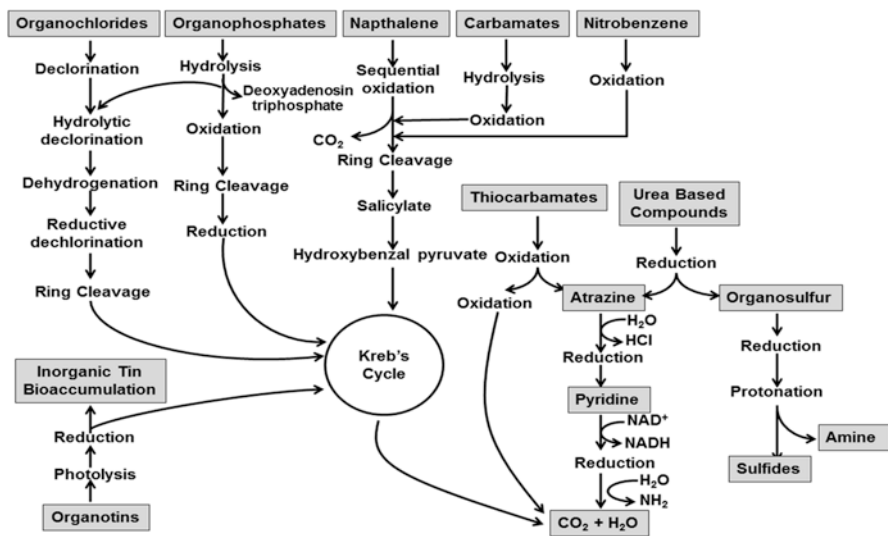 Organochlorides
Organophosphates
Napthalene
Carbamates
Nitrobenzene
Declorination
Hydrolysis
Sequential
oxidation
Hydrolysis
Oxidation
Deoxyadenosin
triphosphate
Hydrolytic
declorination
Oxidation
CO₂
Oxidation
Ring Cleavage
Dehydrogenation
Ring Cleavage
Salicylate
Thiocarbamates
Urea Based
Compounds
Reductive
dechlorination
Reduction
Hydroxybenzal pyruvate
Oxidation
Reduction
Ring Cleavage
Oxidation
Atrazine
Organosulfur
H₂O
HCl
Reduction
Reduction
Kreb's
Cycle
Inorganic Tin
Bioaccumulation
Pyridine
Protonation
NAD⁺
NADH
Reduction
Amine
Reduction
Photolysis
Sulfides
H₂O
NH₂
Organotins
CO₂ + H₂O